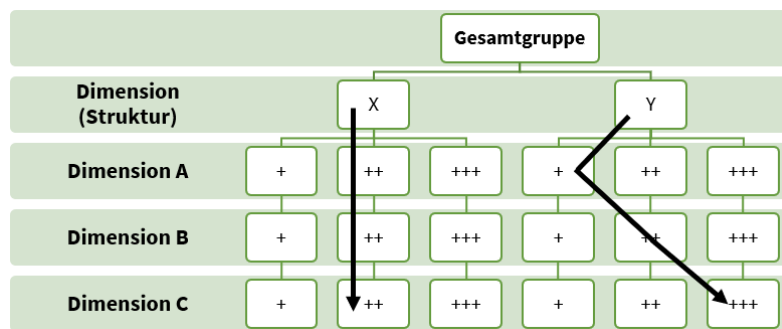 Gesamtgruppe
Dimension
(Struktur)
X
Y
Dimension A
+
++
+++
+
++
+++
Dimension B
+
++
+++
+
++
+++
Dimension C
+
++
+++
+
++
+++